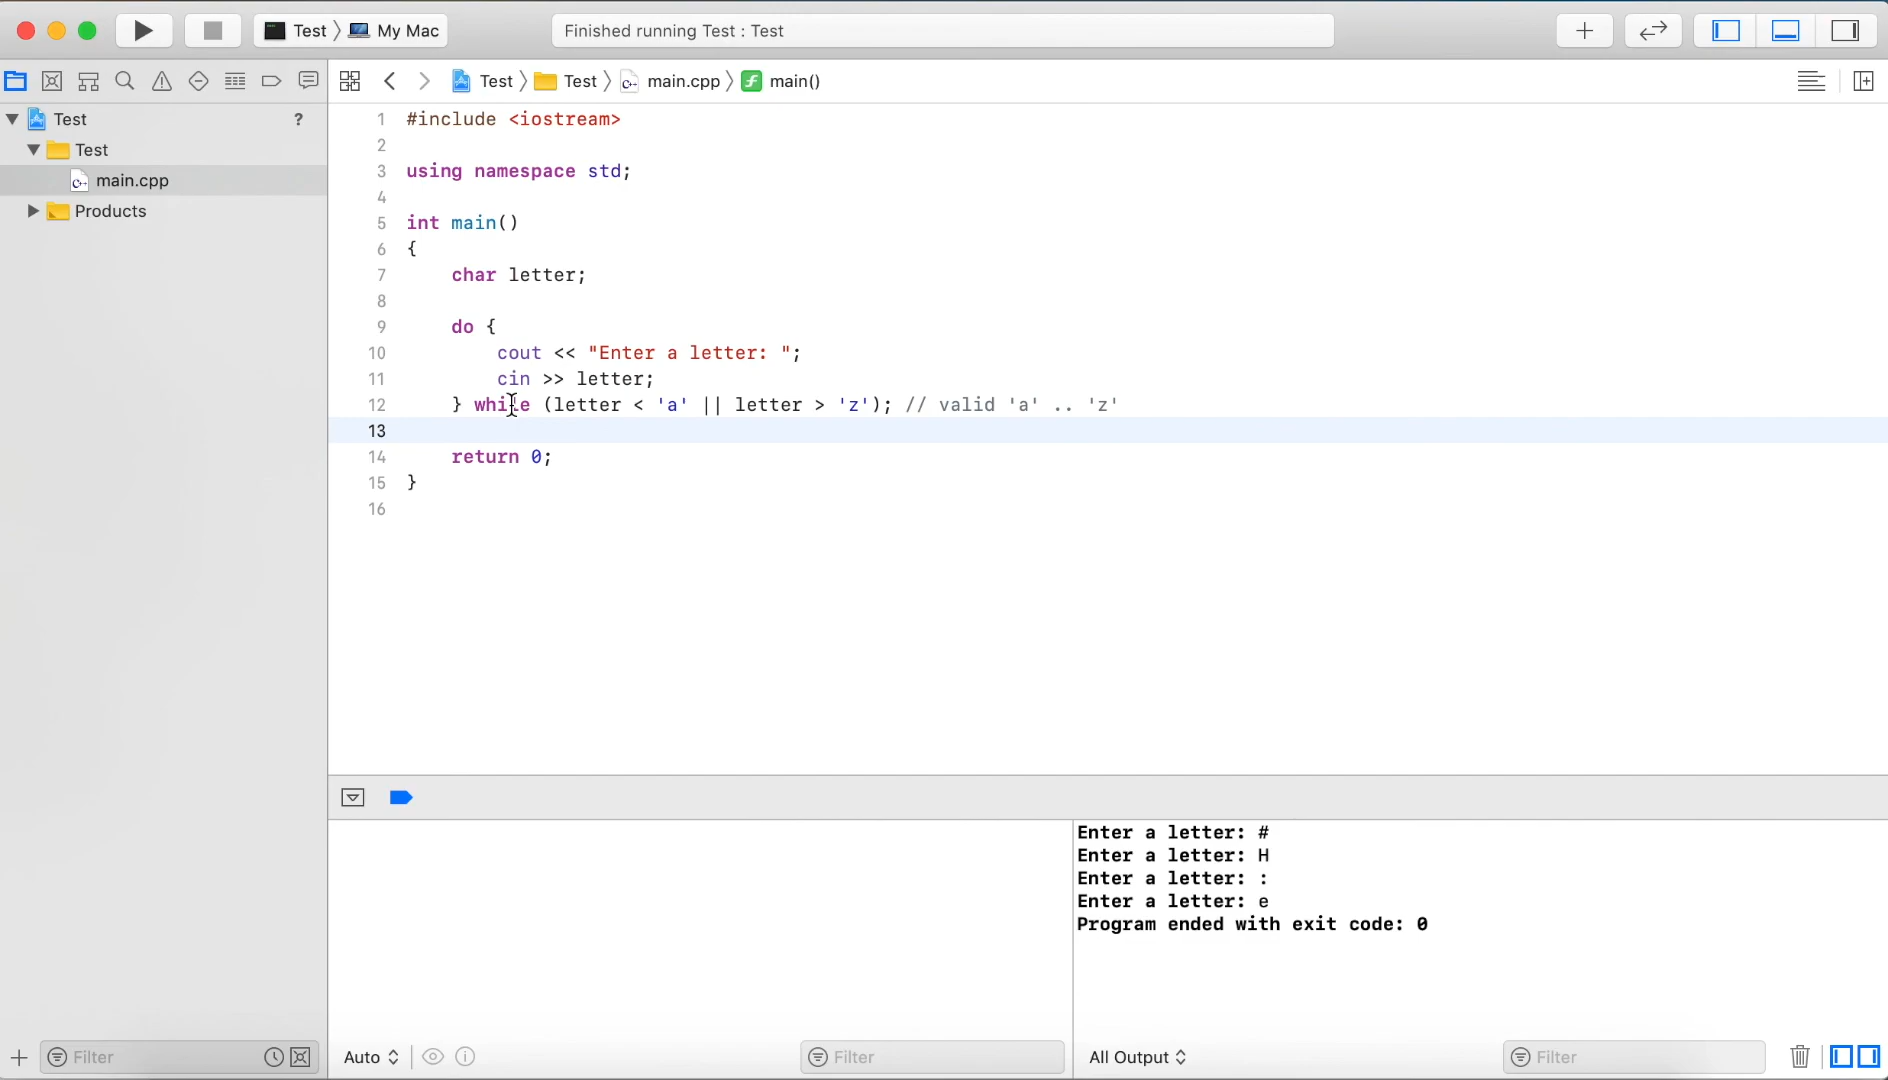 Test 〉 My Mac
Finished running Test : Test
Test 〉 Test 〉 main.cpp 〉 main()
Test ?
Test
main.cpp
Products
1 #include <iostream>
2
3 using namespace std;
4
5 int main()
6 {
7 char letter;
8
9 do {
10 cout << "Enter a letter: ";
11 cin >> letter;
12 } while (letter < 'a' || letter > 'z'); // valid 'a' .. 'z'
13
14 return 0;
15 }
16
Enter a letter: #
Enter a letter: H
Enter a letter: :
Enter a letter: e
Program ended with exit code: 0
Filter
Auto
Filter
All Output
Filter